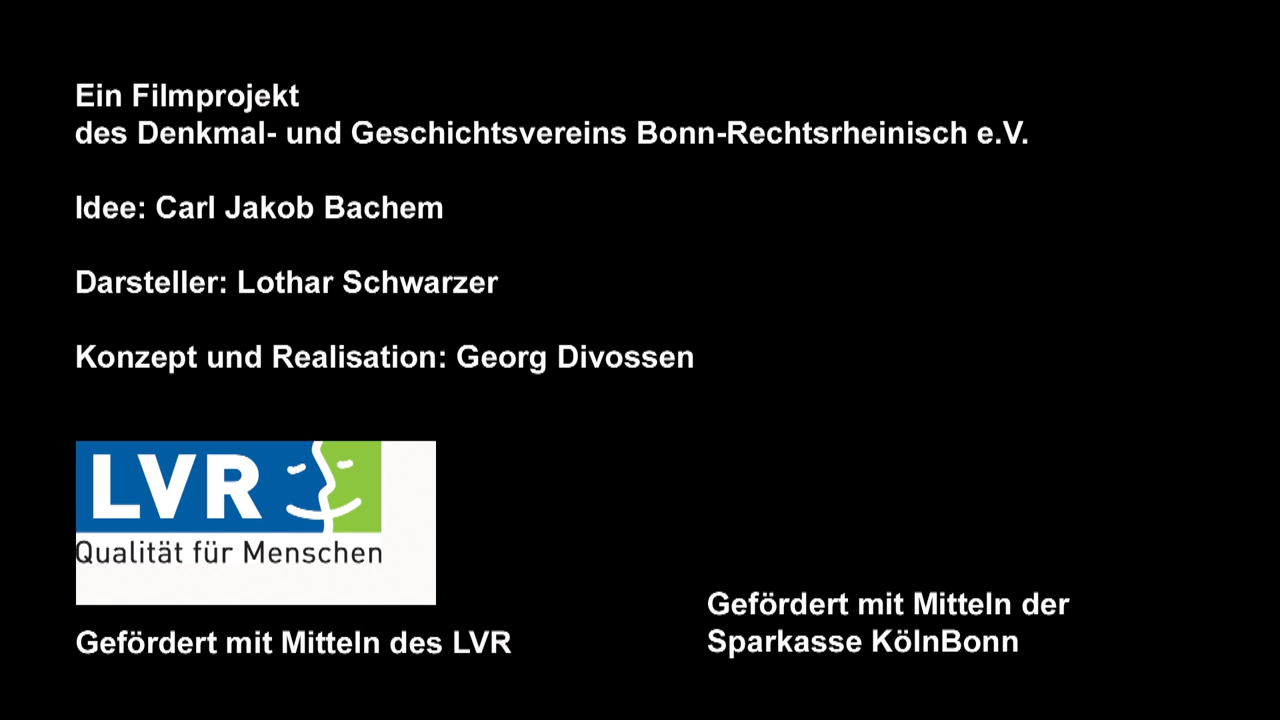 Ein Filmprojekt
des Denkmal- und Geschichtsvereins Bonn-Rechtsrheinisch e.V.
Idee: Carl Jakob Bachem
Darsteller: Lothar Schwarzer
Konzept und Realisation: Georg Divossen
LVR
Qualität für Menschen
Gefördert mit Mitteln des LVR
Gefördert mit Mitteln der
Sparkasse KölnBonn